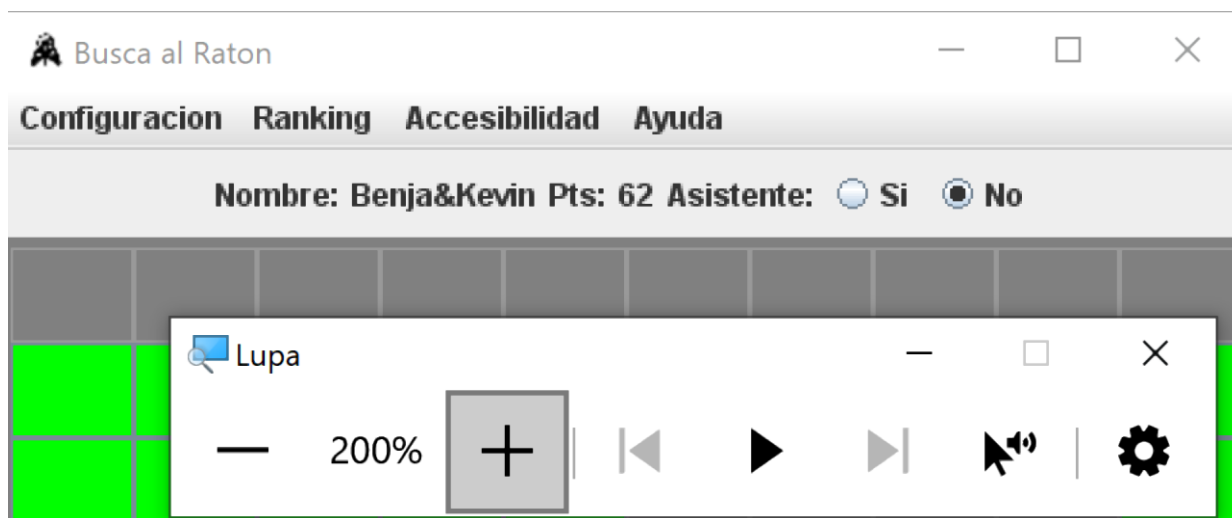 Busca al Raton
Configuracion Ranking Accesibilidad Ayuda
Nombre: Benja&Kevin Pts: 62 Asistente: Si No
Lupa
200%